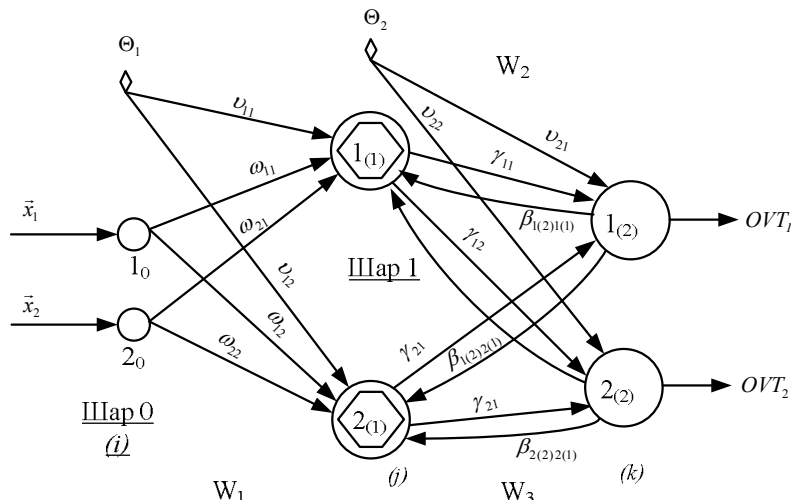 Θ₂
Θ₁
W₂
υ₁₁
υ₂₂
υ₂₁
1₍₁₎
γ₁₁
ω₁₁
x⃗₁
ω₂₁
β₁₍₂₎₁₍₁₎
1₍₂₎
OVT₁
1₀
γ₁₂
Шар 1
υ₁₂
x⃗₂
ω₁₂
2₀
γ₂₁
β₁₍₂₎₂₍₁₎
ω₂₂
2₍₂₎
OVT₂
Шар 0
2₍₁₎
γ₂₁
(i)
β₂₍₂₎₂₍₁₎
(j)
(k)
W₁
W₃